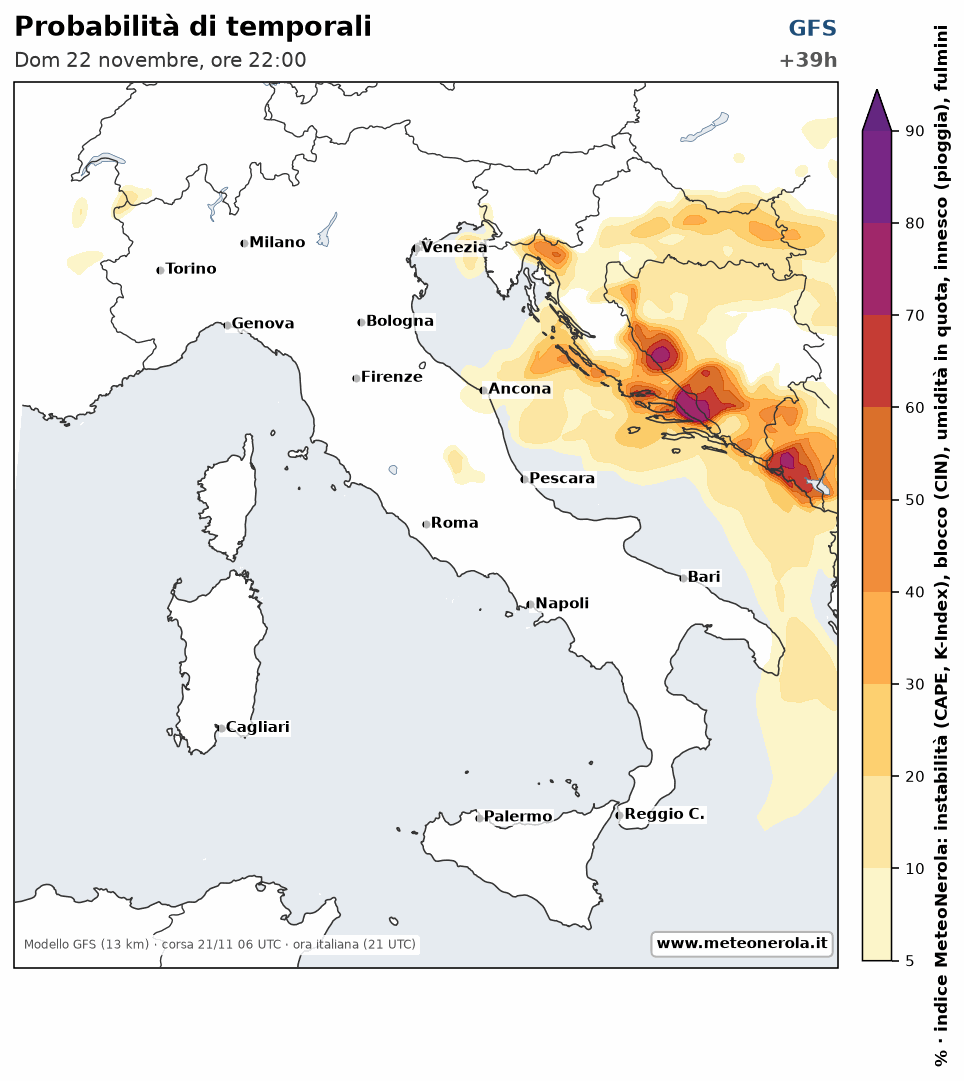 Probabilità di temporali
GFS
Dom 22 novembre, ore 22:00
+39h
Milano
Venezia
Torino
Genova
Bologna
Firenze
Ancona
Pescara
Roma
Bari
Napoli
Cagliari
Palermo
Reggio C.
Modello GFS (13 km) · corsa 21/11 06 UTC · ora italiana (21 UTC)
www.meteonerola.it
90
80
70
60
50
40
30
20
10
5
% · indice MeteoNerola: instabilità (CAPE, K-Index), blocco (CIN), umidità in quota, innesco (pioggia), fulmini